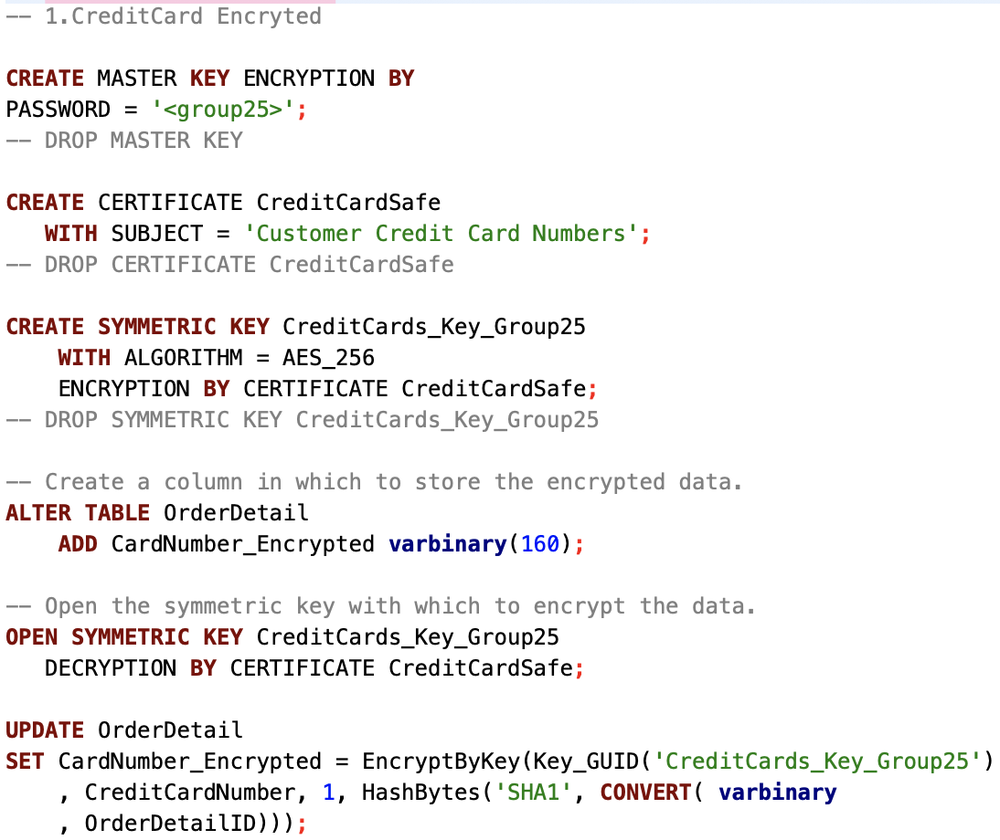 -- 1.CreditCard Encryted
CREATE MASTER KEY ENCRYPTION BY
PASSWORD = '<group25>';
-- DROP MASTER KEY
CREATE CERTIFICATE CreditCardSafe
WITH SUBJECT = 'Customer Credit Card Numbers';
-- DROP CERTIFICATE CreditCardSafe
CREATE SYMMETRIC KEY CreditCards_Key_Group25
WITH ALGORITHM = AES_256
ENCRYPTION BY CERTIFICATE CreditCardSafe;
-- DROP SYMMETRIC KEY CreditCards_Key_Group25
-- Create a column in which to store the encrypted data.
ALTER TABLE OrderDetail
ADD CardNumber_Encrypted varbinary(160);
-- Open the symmetric key with which to encrypt the data.
OPEN SYMMETRIC KEY CreditCards_Key_Group25
DECRYPTION BY CERTIFICATE CreditCardSafe;
UPDATE OrderDetail
SET CardNumber_Encrypted = EncryptByKey(Key_GUID('CreditCards_Key_Group25')
, CreditCardNumber, 1, HashBytes('SHA1', CONVERT( varbinary
, OrderDetailID)));